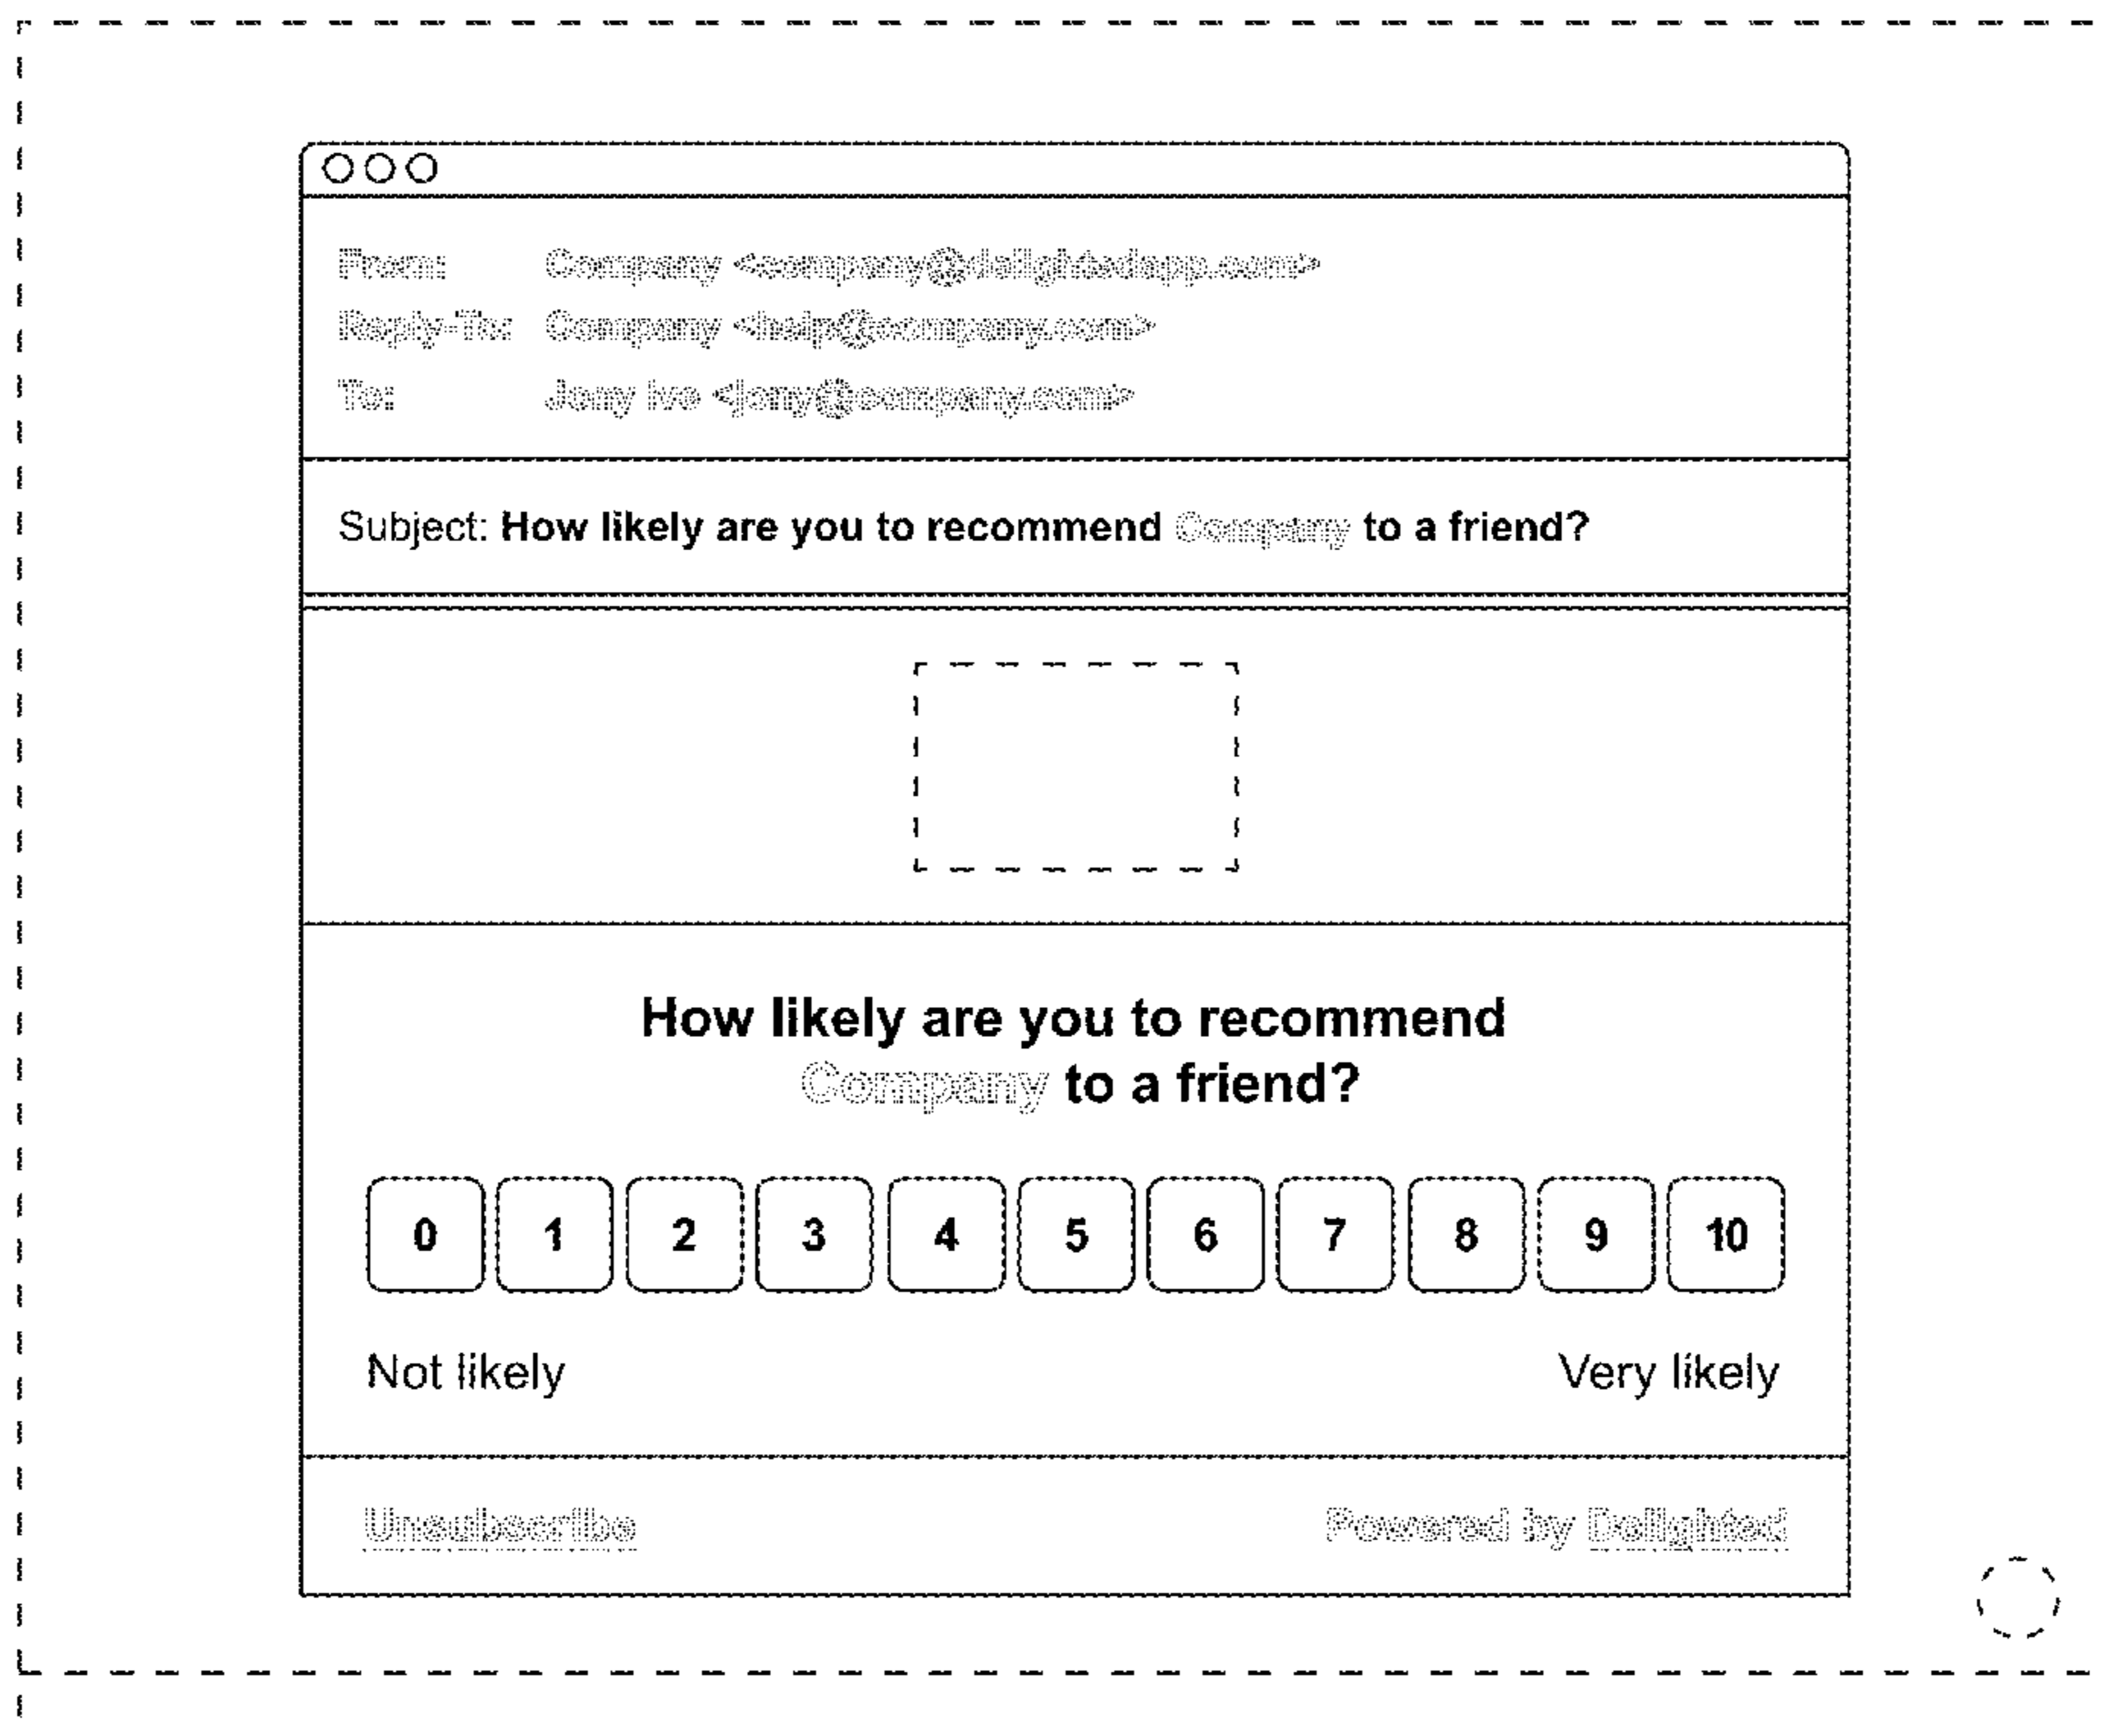 From: Company <company@delightedapp.com>
Reply-To: Company <help@company.com>
To: Jony Ive <jony@company.com>
Subject: How likely are you to recommend Company to a friend?
How likely are you to recommend
Company to a friend?
0 1 2 3 4 5 6 7 8 9 10
Not likely Very likely
Unsubscribe Powered by Delighted